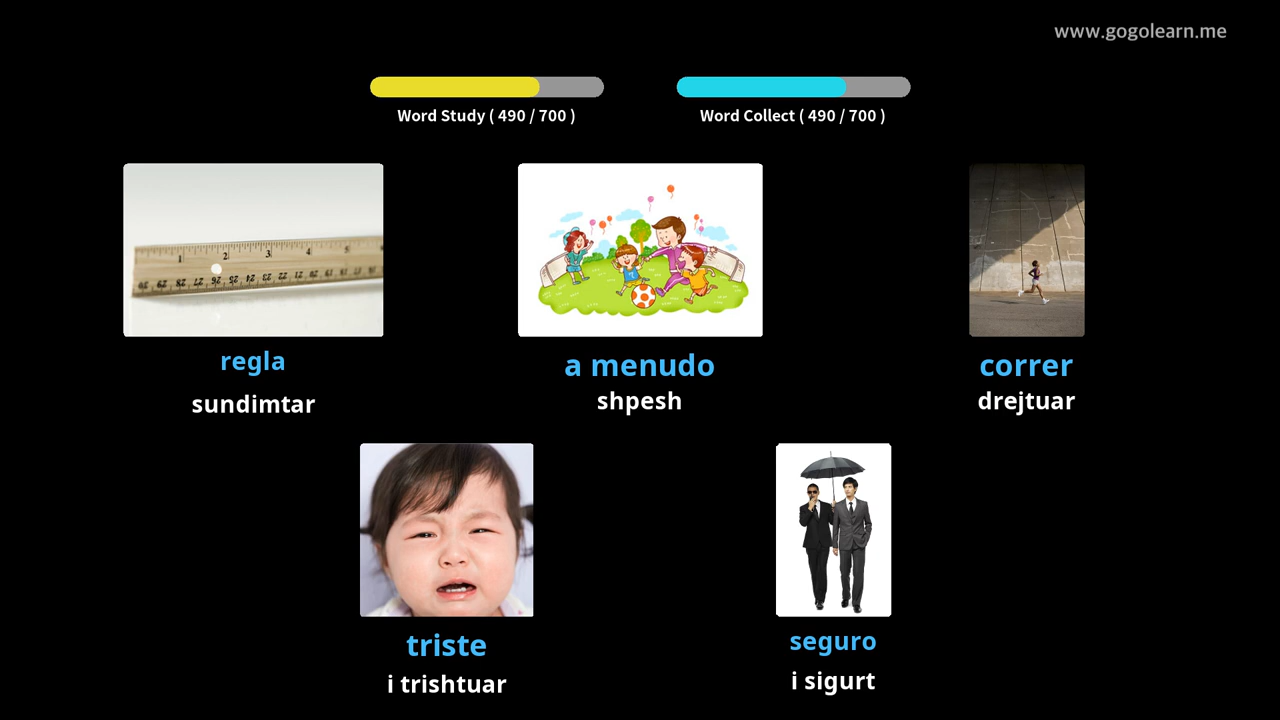 www.gogolearn.me
Word Study ( 490 / 700 )
Word Collect ( 490 / 700 )
regla
sundimtar
a menudo
shpesh
correr
drejtuar
triste
i trishtuar
seguro
i sigurt